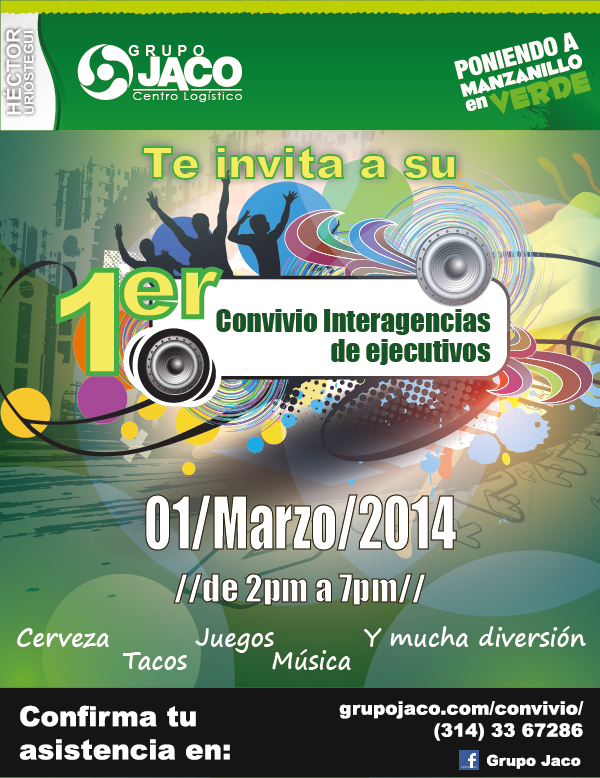 HÉCTOR
URIOSTEGUI
GRUPO
JACO
Centro Logístico
PONIENDO A
MANZANILLO
en VERDE
Te invita a su
1er
Convivio Interagencias
de ejecutivos
01/Marzo/2014
//de 2pm a 7pm//
Cerveza Juegos Y mucha diversión
Tacos Música
Confirma tu
asistencia en:
grupojaco.com/convivio/
(314) 33 67286
f Grupo Jaco